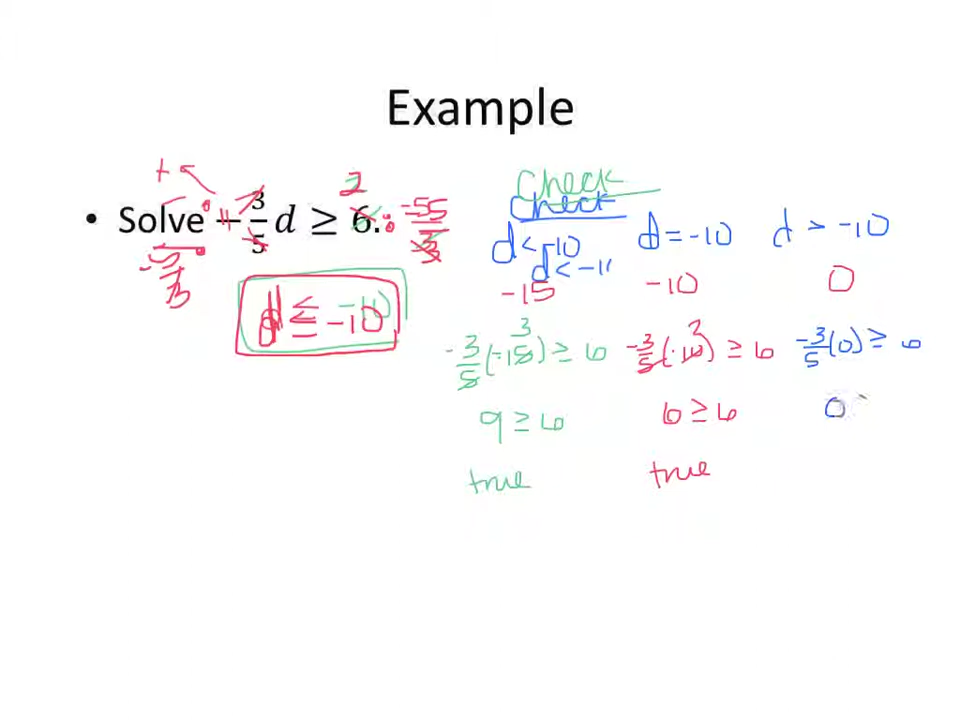 Example
• Solve − 3/5 d ≥ 6.
d ≤ −10
Check
d < −10 d = −10 d > −10
d < −1
−15 −10 0
−3/5(−15) ≥ 6 −3/5(−10) ≥ 6 −3/5(0) ≥ 6
9 ≥ 6 6 ≥ 6 0
true true